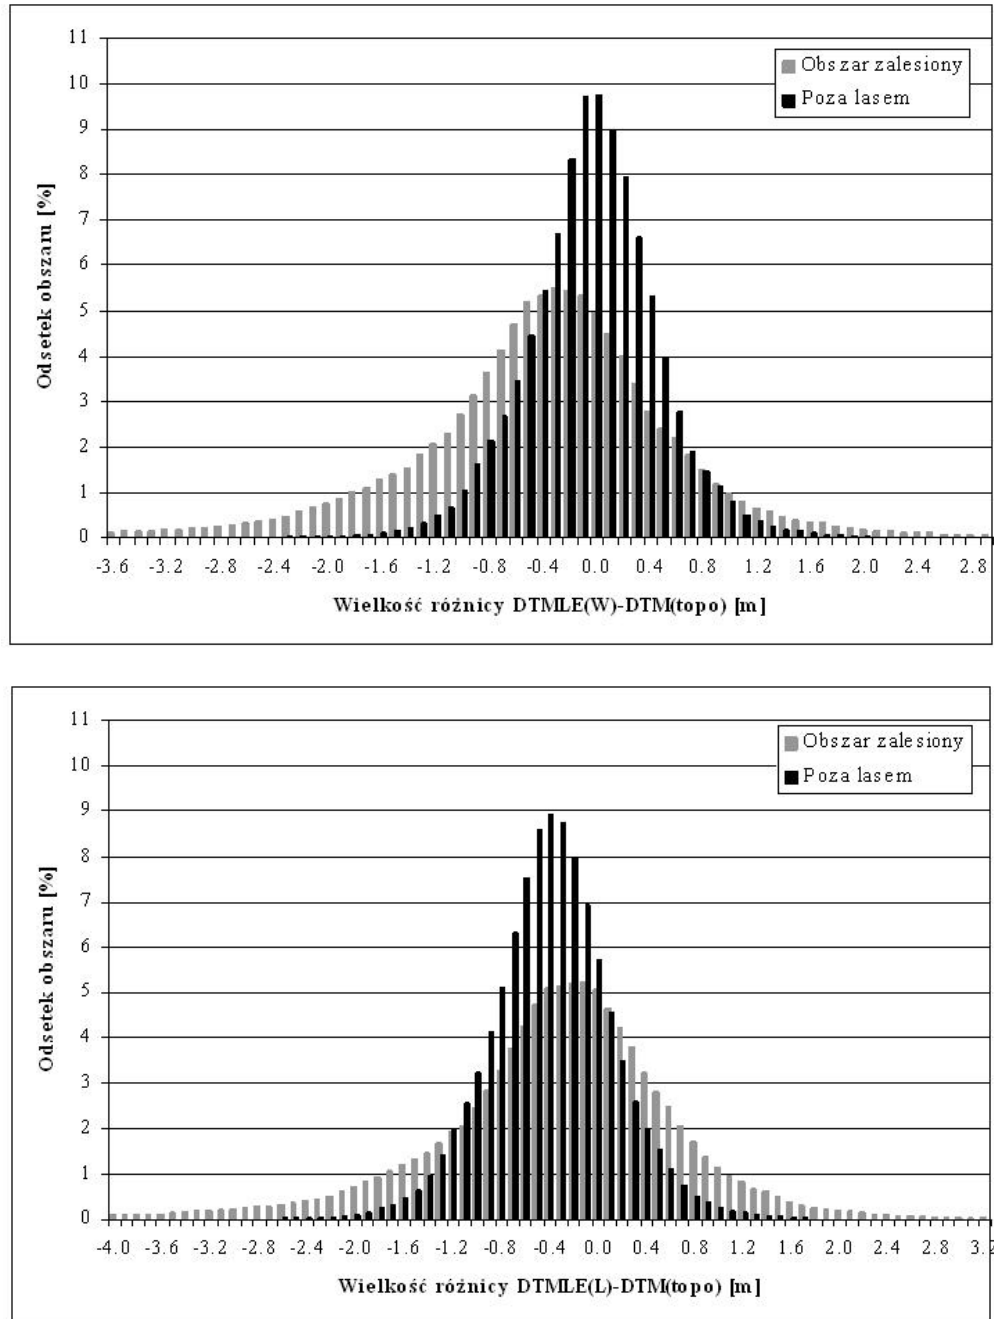 11
10
9
8
7
6
5
4
3
2
1
0
Odsetek obszaru [%]
Obszar zalesiony
Poza lasem
-3.6 -3.2 -2.8 -2.4 -2.0 -1.6 -1.2 -0.8 -0.4 0.0 0.4 0.8 1.2 1.6 2.0 2.4 2.8
Wielkość różnicy DTMLE(W)-DTM(topo) [m]
11
10
9
8
7
6
5
4
3
2
1
0
Odsetek obszaru [%]
Obszar zalesiony
Poza lasem
-4.0 -3.6 -3.2 -2.8 -2.4 -2.0 -1.6 -1.2 -0.8 -0.4 0.0 0.4 0.8 1.2 1.6 2.0 2.4 2.8 3.2
Wielkość różnicy DTMLE(L)-DTM(topo) [m]